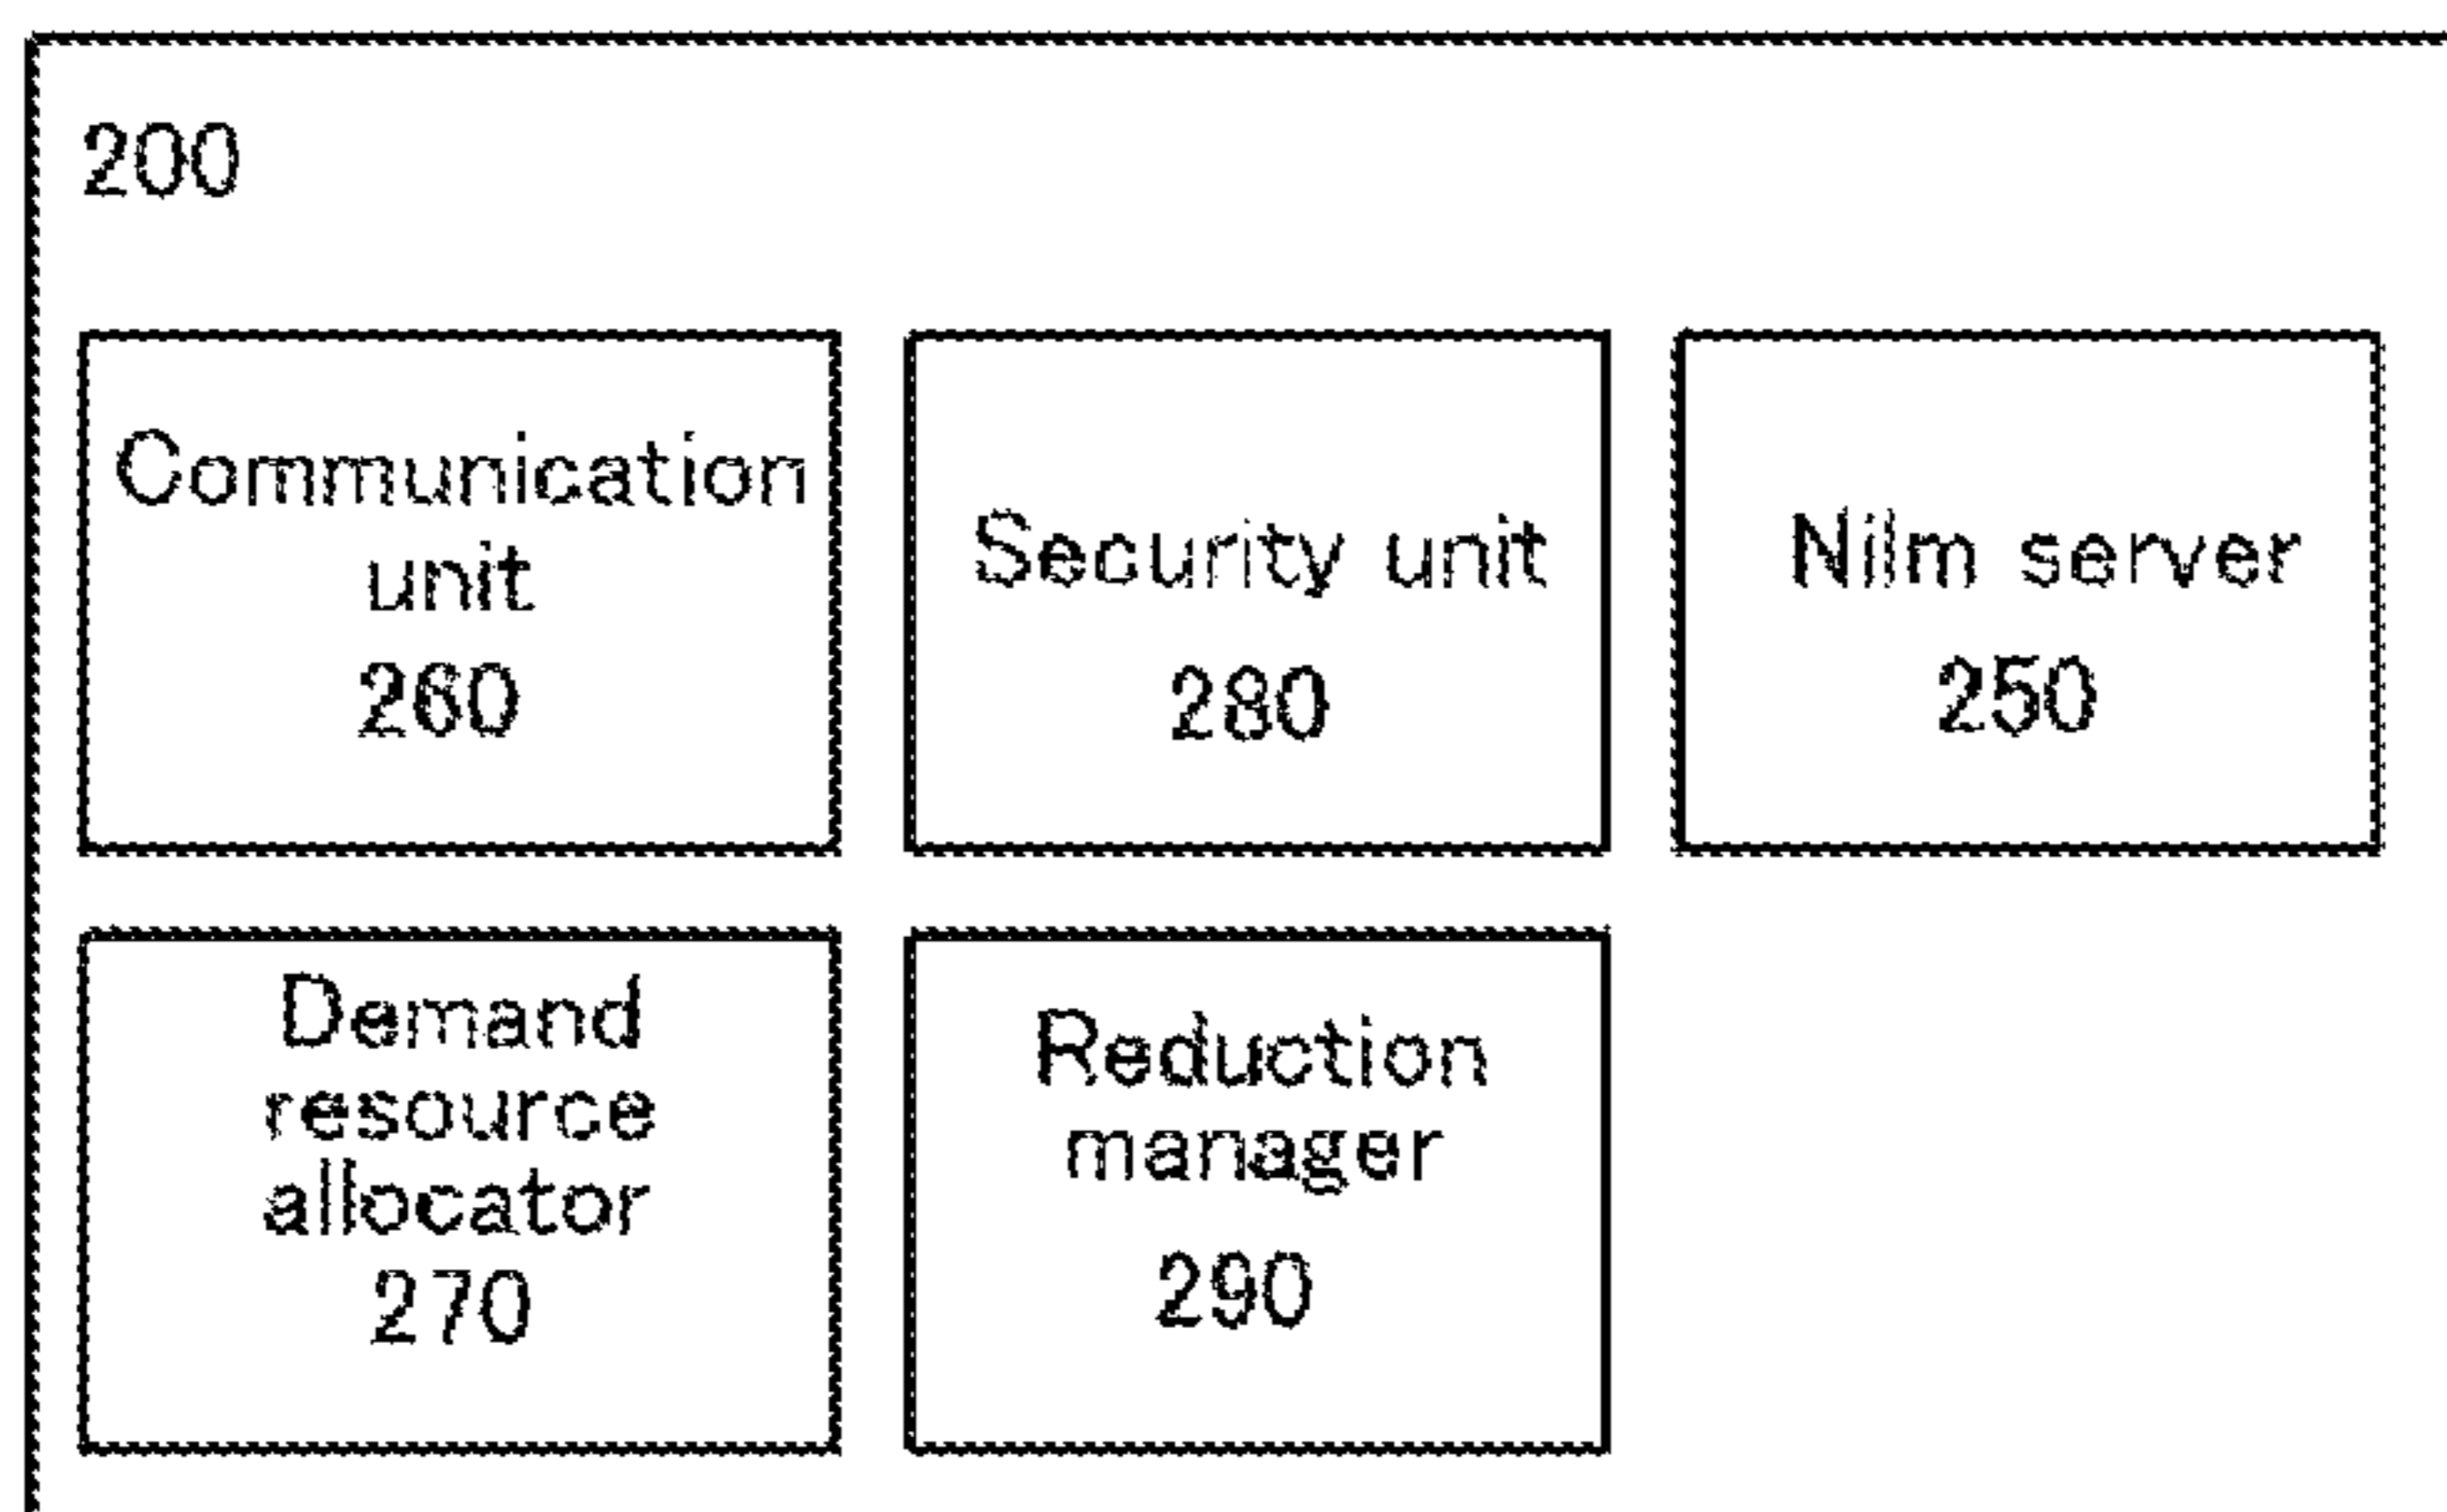 200
Communication
unit
260
Security unit
280
Nilm server
250
Demand
resource
allocator
270
Reduction
manager
290